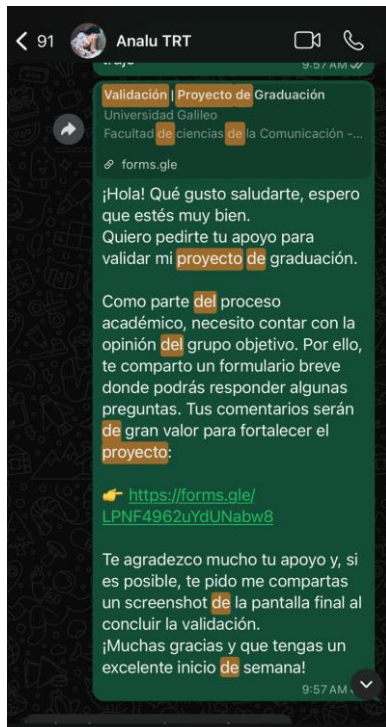 91 Analu TRT
9:57 AM
Validación | Proyecto de Graduación
Universidad Galileo
Facultad de ciencias de la Comunicación -...
forms.gle
¡Hola! Qué gusto saludarte, espero
que estés muy bien.
Quiero pedirte tu apoyo para
validar mi proyecto de graduación.
Como parte del proceso
académico, necesito contar con la
opinión del grupo objetivo. Por ello,
te comparto un formulario breve
donde podrás responder algunas
preguntas. Tus comentarios serán
de gran valor para fortalecer el
proyecto:
👉 https://forms.gle/
LPNF4962uYdUNabw8
Te agradezco mucho tu apoyo y, si
es posible, te pido me compartas
un screenshot de la pantalla final al
concluir la validación.
¡Muchas gracias y que tengas un
excelente inicio de semana!
9:57 AM